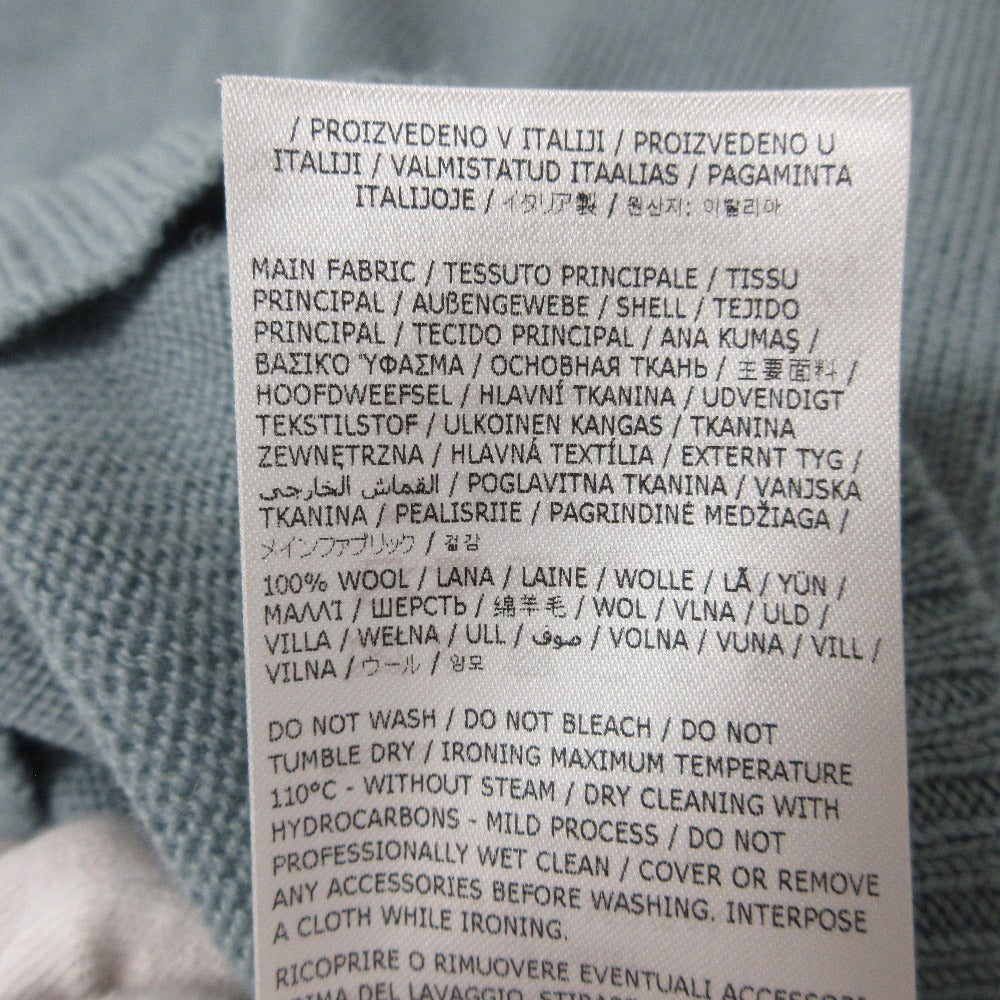 / PROIZVEDENO V ITALIJI / PROIZVEDENO U
ITALIJI / VALMISTATUD ITAALIAS / PAGAMINTA
ITALIJOJE / イタリア製 / 원산지: 이탈리아
MAIN FABRIC / TESSUTO PRINCIPALE / TISSU
PRINCIPAL / AUßENGEWEBE / SHELL / TEJIDO
PRINCIPAL / TECIDO PRINCIPAL / ANA KUMAŞ /
ΒΑΣΙΚΌ ΎΦΑΣΜΑ / ОСНОВНАЯ ТКАНЬ / 主要面料 /
HOOFDWEEFSEL / HLAVNÍ TKANINA / UDVENDIGT
TEKSTILSTOF / ULKOINEN KANGAS / TKANINA
ZEWNĘTRZNA / HLAVNÁ TEXTÍLIA / EXTERNT TYG /
القماش الخارجي / POGLAVITNA TKANINA / VANJSKA
TKANINA / PEALISRIIE / PAGRINDINĖ MEDŽIAGA /
メインファブリック / 겉감
100% WOOL / LANA / LAINE / WOLLE / LÃ / YÜN /
ΜΑΛΛΊ / ШЕРСТЬ / 绵羊毛 / WOL / VLNA / ULD /
VILLA / WEŁNA / ULL / صوف / VOLNA / VUNA / VILL /
VILNA / ウール / 양모
DO NOT WASH / DO NOT BLEACH / DO NOT
TUMBLE DRY / IRONING MAXIMUM TEMPERATURE
110°C - WITHOUT STEAM / DRY CLEANING WITH
HYDROCARBONS - MILD PROCESS / DO NOT
PROFESSIONALLY WET CLEAN / COVER OR REMOVE
ANY ACCESSORIES BEFORE WASHING. INTERPOSE
A CLOTH WHILE IRONING.
RICOPRIRE O RIMUOVERE EVENTUALI ACCESSORI
PRIMA DEL LAVAGGIO.